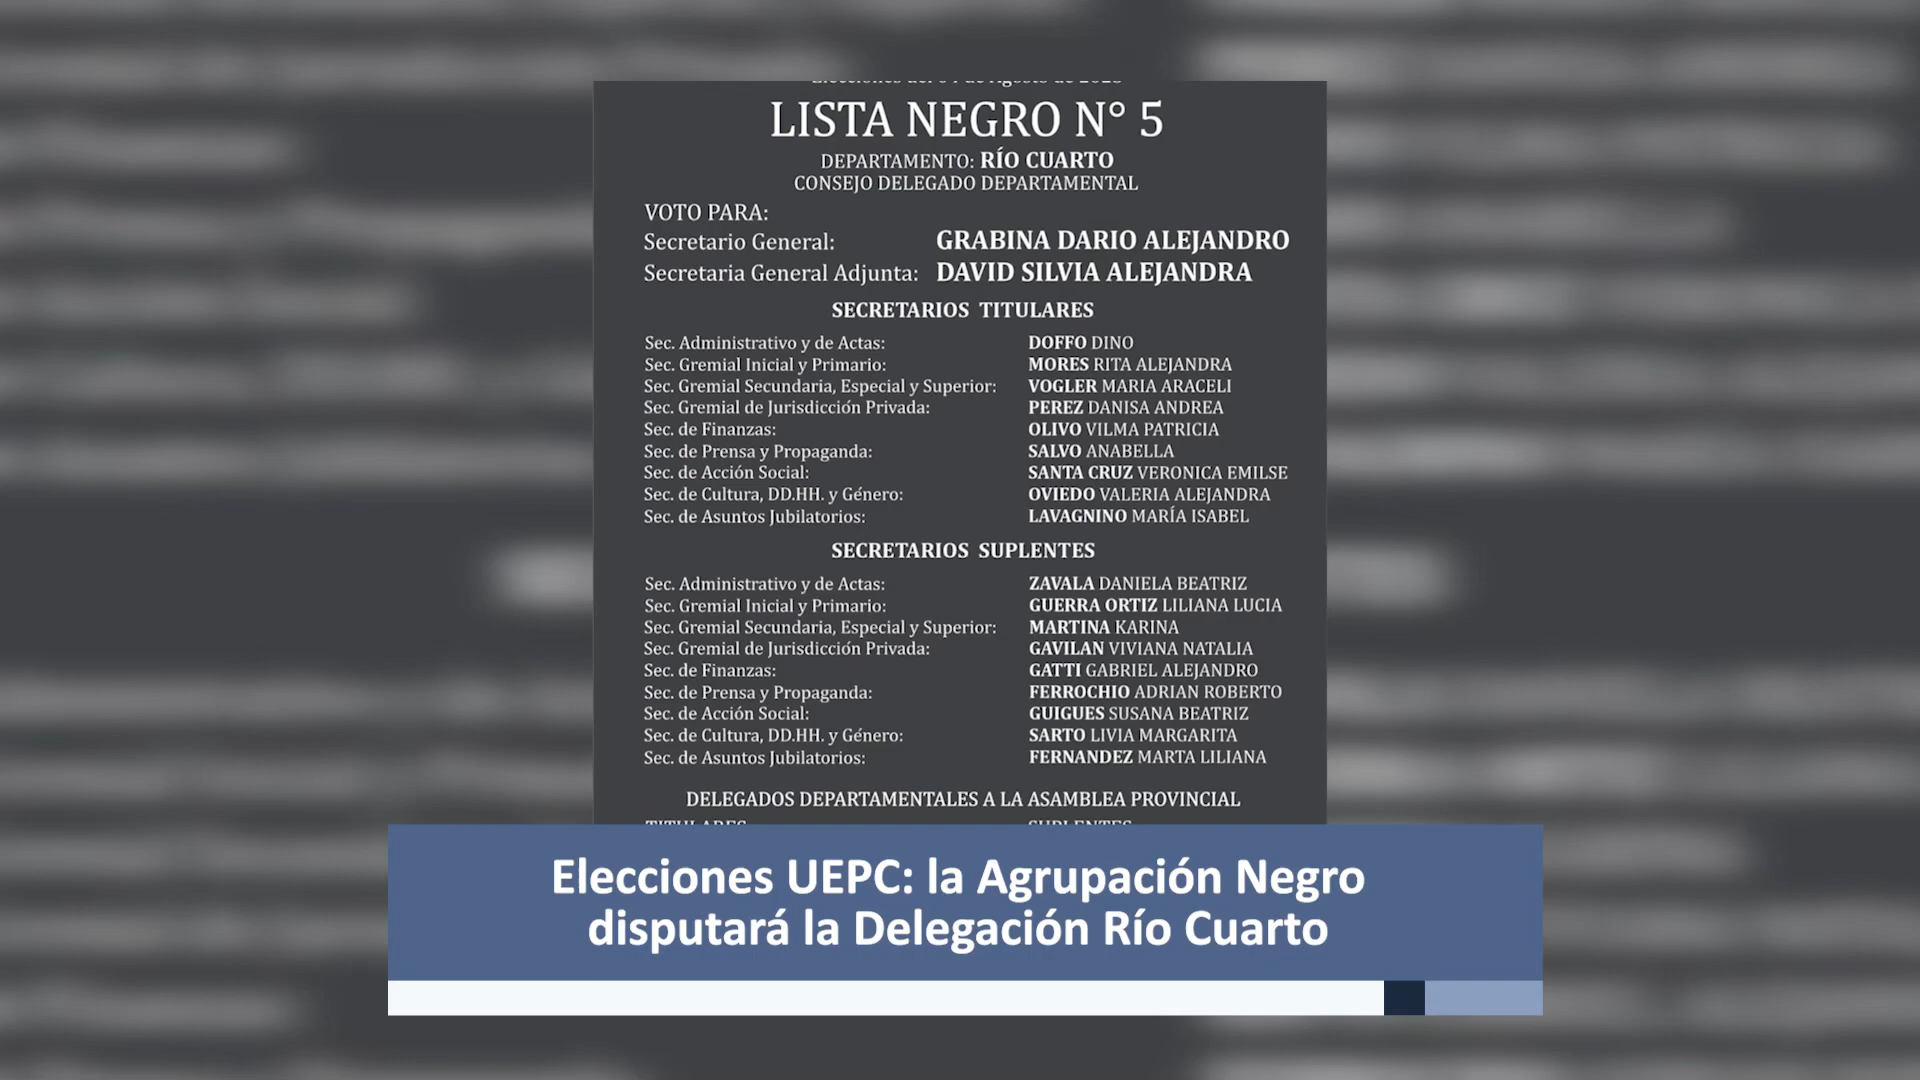 LISTA NEGRO N° 5
DEPARTAMENTO: RÍO CUARTO
CONSEJO DELEGADO DEPARTAMENTAL
VOTO PARA:
Secretario General: GRABINA DARIO ALEJANDRO
Secretaria General Adjunta: DAVID SILVIA ALEJANDRA
SECRETARIOS TITULARES
Sec. Administrativo y de Actas: DOFFO DINO
Sec. Gremial Inicial y Primario: MORES RITA ALEJANDRA
Sec. Gremial Secundaria, Especial y Superior: VOGLER MARIA ARACELI
Sec. Gremial de Jurisdicción Privada: PEREZ DANISA ANDREA
Sec. de Finanzas: OLIVO VILMA PATRICIA
Sec. de Prensa y Propaganda: SALVO ANABELLA
Sec. de Acción Social: SANTA CRUZ VERONICA EMILSE
Sec. de Cultura, DD.HH. y Género: OVIEDO VALERIA ALEJANDRA
Sec. de Asuntos Jubilatorios: LAVAGNINO MARÍA ISABEL
SECRETARIOS SUPLENTES
Sec. Administrativo y de Actas: ZAVALA DANIELA BEATRIZ
Sec. Gremial Inicial y Primario: GUERRA ORTIZ LILIANA LUCIA
Sec. Gremial Secundaria, Especial y Superior: MARTINA KARINA
Sec. Gremial de Jurisdicción Privada: GAVILAN VIVIANA NATALIA
Sec. de Finanzas: GATTI GABRIEL ALEJANDRO
Sec. de Prensa y Propaganda: FERROCHIO ADRIAN ROBERTO
Sec. de Acción Social: GUIGUES SUSANA BEATRIZ
Sec. de Cultura, DD.HH. y Género: SARTO LIVIA MARGARITA
Sec. de Asuntos Jubilatorios: FERNANDEZ MARTA LILIANA
DELEGADOS DEPARTAMENTALES A LA ASAMBLEA PROVINCIAL
TITULARES SUPLENTES
Elecciones UEPC: la Agrupación Negro
disputará la Delegación Río Cuarto